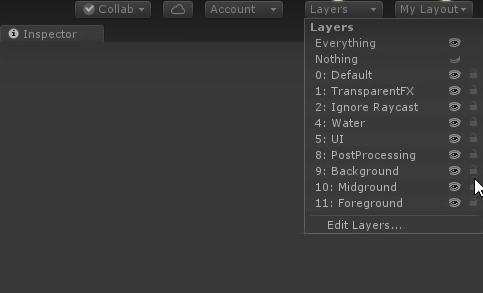 Collab Account Layers My Layout
Inspector
Layers
Everything
Nothing
0: Default
1: TransparentFX
2: Ignore Raycast
4: Water
5: UI
8: PostProcessing
9: Background
10: Midground
11: Foreground
Edit Layers...